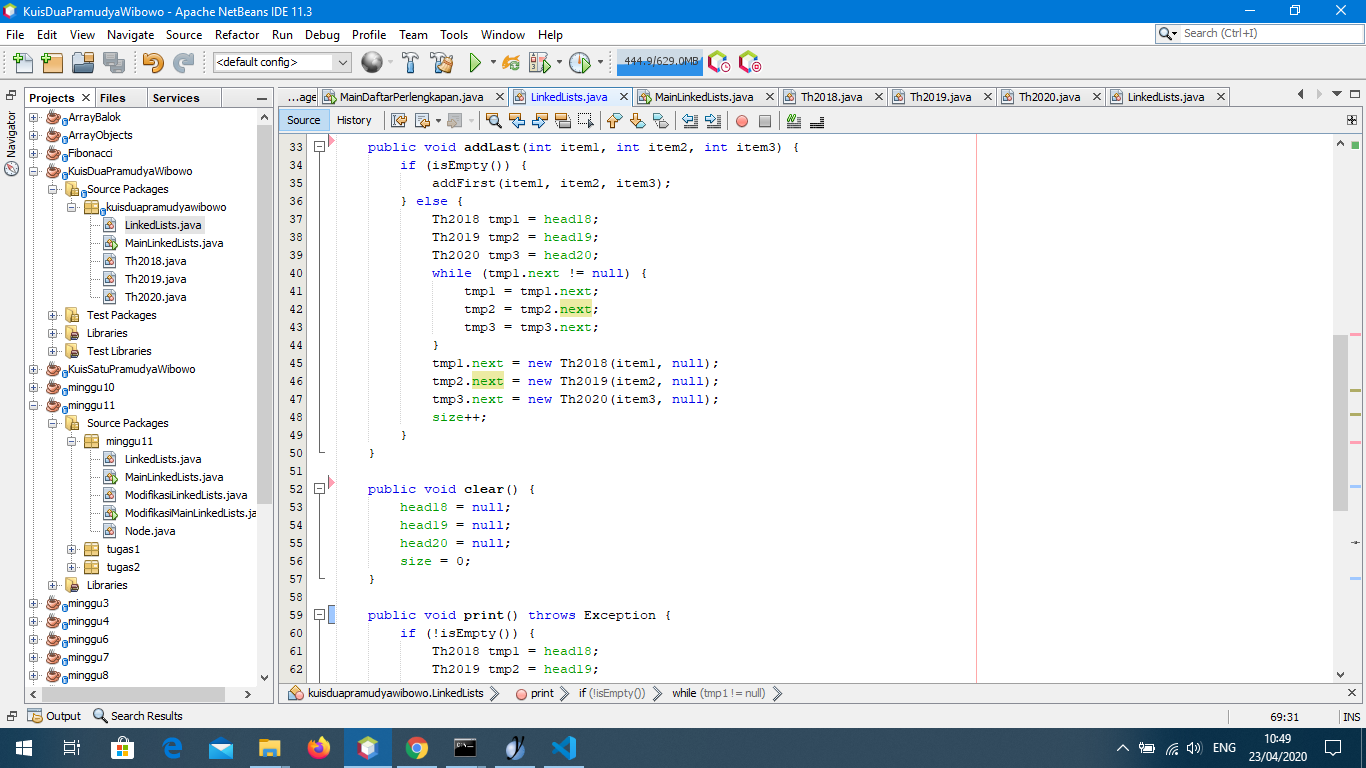 KuisDuaPramudyaWibowo - Apache NetBeans IDE 11.3
File Edit View Navigate Source Refactor Run Debug Profile Team Tools Window Help
Search (Ctrl+I)
<default config>
444.9/629.0MB
Projects Files Services
...age MainDaftarPerlengkapan.java LinkedLists.java MainLinkedLists.java Th2018.java Th2019.java Th2020.java LinkedLists.java
Navigator
Source History
ArrayBalok
ArrayObjects
Fibonacci
KuisDuaPramudyaWibowo
Source Packages
kuisduapramudyawibowo
LinkedLists.java
MainLinkedLists.java
Th2018.java
Th2019.java
Th2020.java
Test Packages
Libraries
Test Libraries
KuisSatuPramudyaWibowo
minggu10
minggu11
Source Packages
minggu11
LinkedLists.java
MainLinkedLists.java
ModifikasiLinkedLists.java
ModifikasiMainLinkedLists.ja
Node.java
tugas1
tugas2
Libraries
minggu3
minggu4
minggu6
minggu7
minggu8
33 public void addLast(int item1, int item2, int item3) {
34 if (isEmpty()) {
35 addFirst(item1, item2, item3);
36 } else {
37 Th2018 tmp1 = head18;
38 Th2019 tmp2 = head19;
39 Th2020 tmp3 = head20;
40 while (tmp1.next != null) {
41 tmp1 = tmp1.next;
42 tmp2 = tmp2.next;
43 tmp3 = tmp3.next;
44 }
45 tmp1.next = new Th2018(item1, null);
46 tmp2.next = new Th2019(item2, null);
47 tmp3.next = new Th2020(item3, null);
48 size++;
49 }
50 }
51
52 public void clear() {
53 head18 = null;
54 head19 = null;
55 head20 = null;
56 size = 0;
57 }
58
59 public void print() throws Exception {
60 if (!isEmpty()) {
61 Th2018 tmp1 = head18;
62 Th2019 tmp2 = head19;
kuisduapramudyawibowo.LinkedLists print if (!isEmpty()) while (tmp1 != null)
Output Search Results
69:31 INS
ENG
10:49
23/04/2020